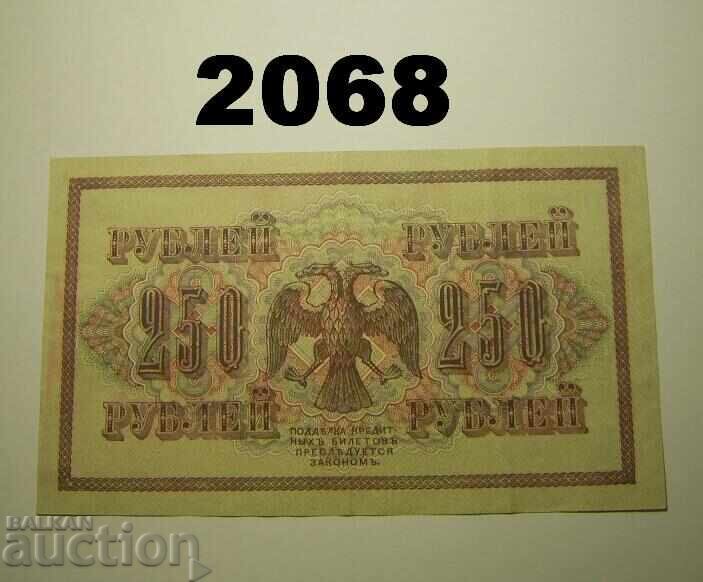 2068
РУБЛЕЙ РУБЛЕЙ
250 250
РУБЛЕЙ РУБЛЕЙ
ПОДДѢЛКА КРЕДИТ-
НЫХЪ БИЛЕТОВЪ
ПРЕСЛѢДУЕТСЯ
ЗАКОНОМЪ.
BALKAN
auction